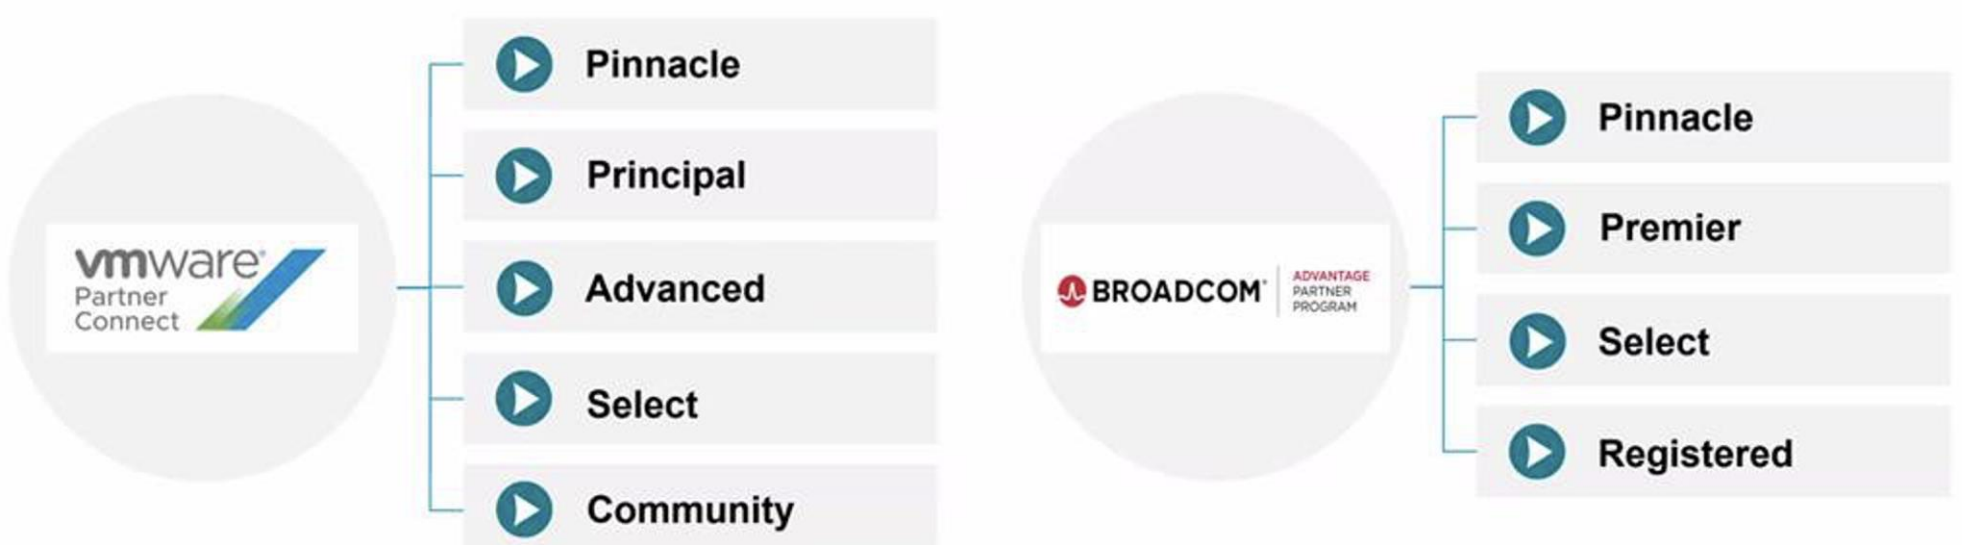 vmware®
Partner
Connect
Pinnacle
Principal
Advanced
Select
Community
BROADCOM®
ADVANTAGE
PARTNER
PROGRAM
Pinnacle
Premier
Select
Registered